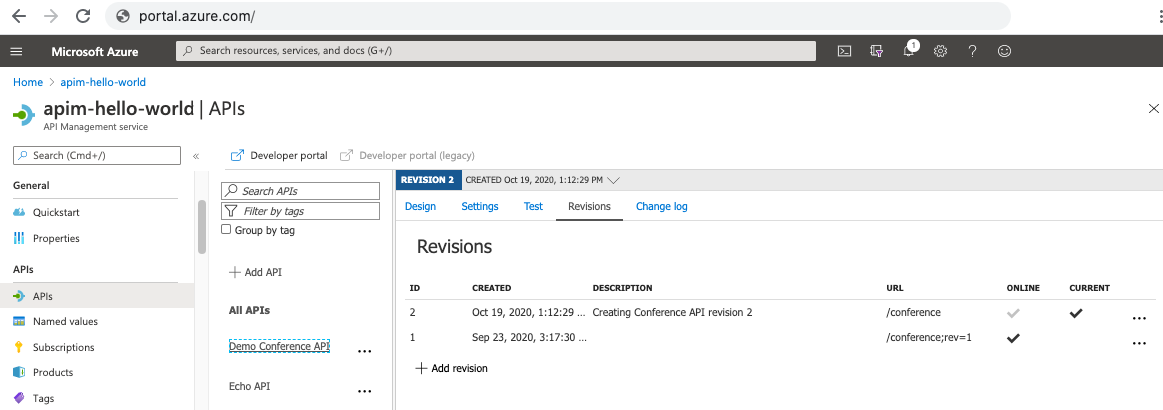 portal.azure.com/
Microsoft Azure
Search resources, services, and docs (G+/)
1
Home > apim-hello-world
apim-hello-world | APIs
API Management service
Search (Cmd+/)
«
General
Quickstart
Properties
APIs
APIs
Named values
Subscriptions
Products
Tags
Developer portal
Developer portal (legacy)
Search APIs
Filter by tags
Group by tag
+ Add API
All APIs
Demo Conference API
...
Echo API
...
REVISION 2 CREATED Oct 19, 2020, 1:12:29 PM
Design Settings Test Revisions Change log
Revisions
ID CREATED DESCRIPTION URL ONLINE CURRENT
2 Oct 19, 2020, 1:12:29 ... Creating Conference API revision 2 /conference ...
1 Sep 23, 2020, 3:17:30 ... /conference;rev=1 ...
+ Add revision